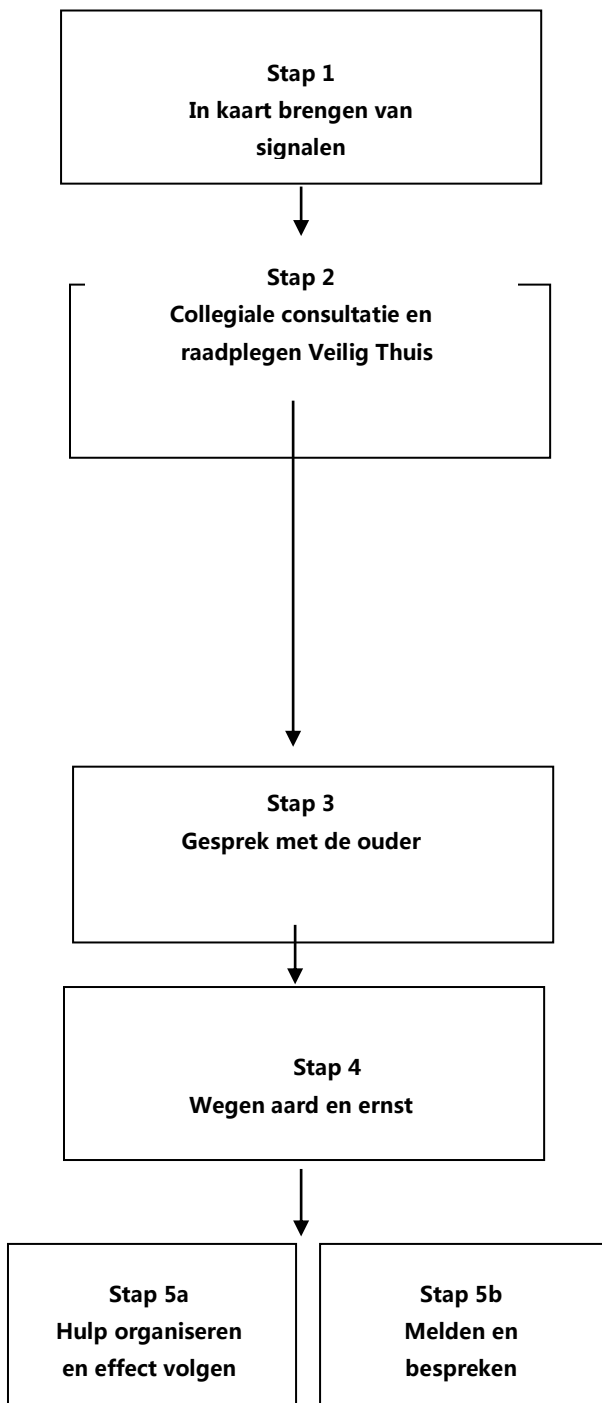 Stap 1
In kaart brengen van
signalen
Stap 2
Collegiale consultatie en
raadplegen Veilig Thuis
Stap 3
Gesprek met de ouder
Stap 4
Wegen aard en ernst
Stap 5a
Hulp organiseren
en effect volgen
Stap 5b
Melden en
bespreken